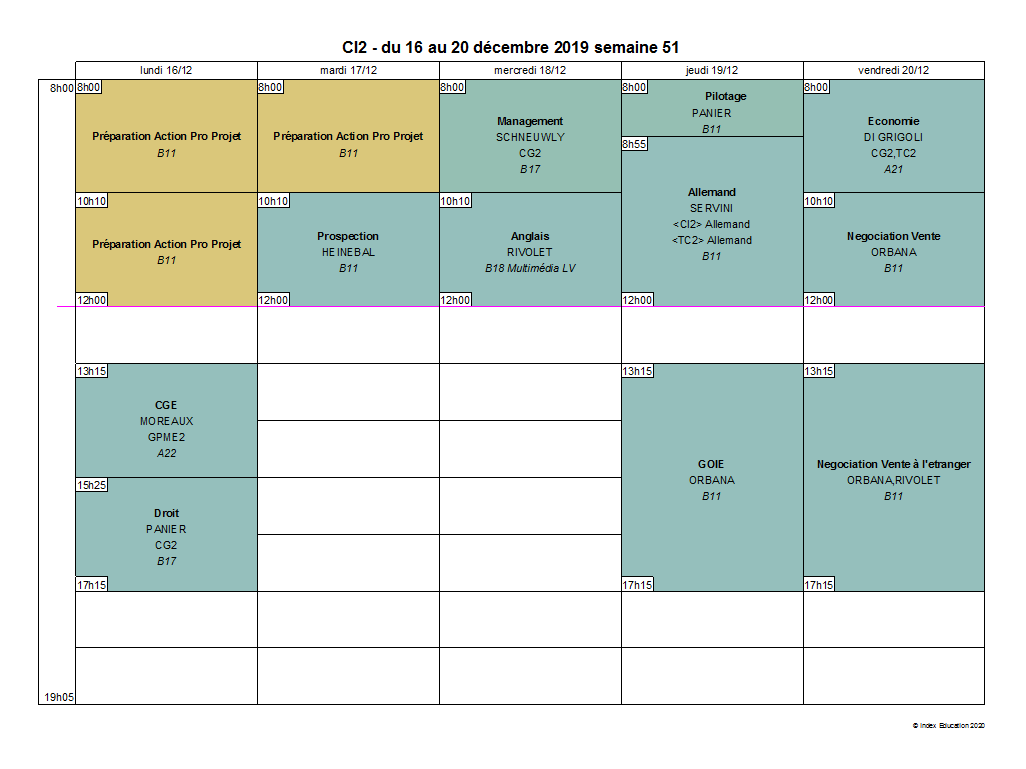 CI2 - du 16 au 20 décembre 2019 semaine 51
lundi 16/12
mardi 17/12
mercredi 18/12
jeudi 19/12
vendredi 20/12
8h00
8h00
Préparation Action Pro Projet
B11
8h00
Préparation Action Pro Projet
B11
8h00
Management
SCHNEUWLY
CG2
B17
8h00
Pilotage
PANIER
B11
8h00
Economie
DI GRIGOLI
CG2,TC2
A21
8h55
Allemand
SERVINI
<CI2> Allemand
<TC2> Allemand
B11
12h00
10h10
Préparation Action Pro Projet
B11
12h00
10h10
Prospection
HEINEBAL
B11
12h00
10h10
Anglais
RIVOLET
B18 Multimédia LV
12h00
10h10
Negociation Vente
ORBANA
B11
12h00
13h15
CGE
MOREAUX
GPME2
A22
15h25
Droit
PANIER
CG2
B17
17h15
13h15
GOIE
ORBANA
B11
17h15
13h15
Negociation Vente à l'etranger
ORBANA,RIVOLET
B11
17h15
19h05
© Index Education 2020